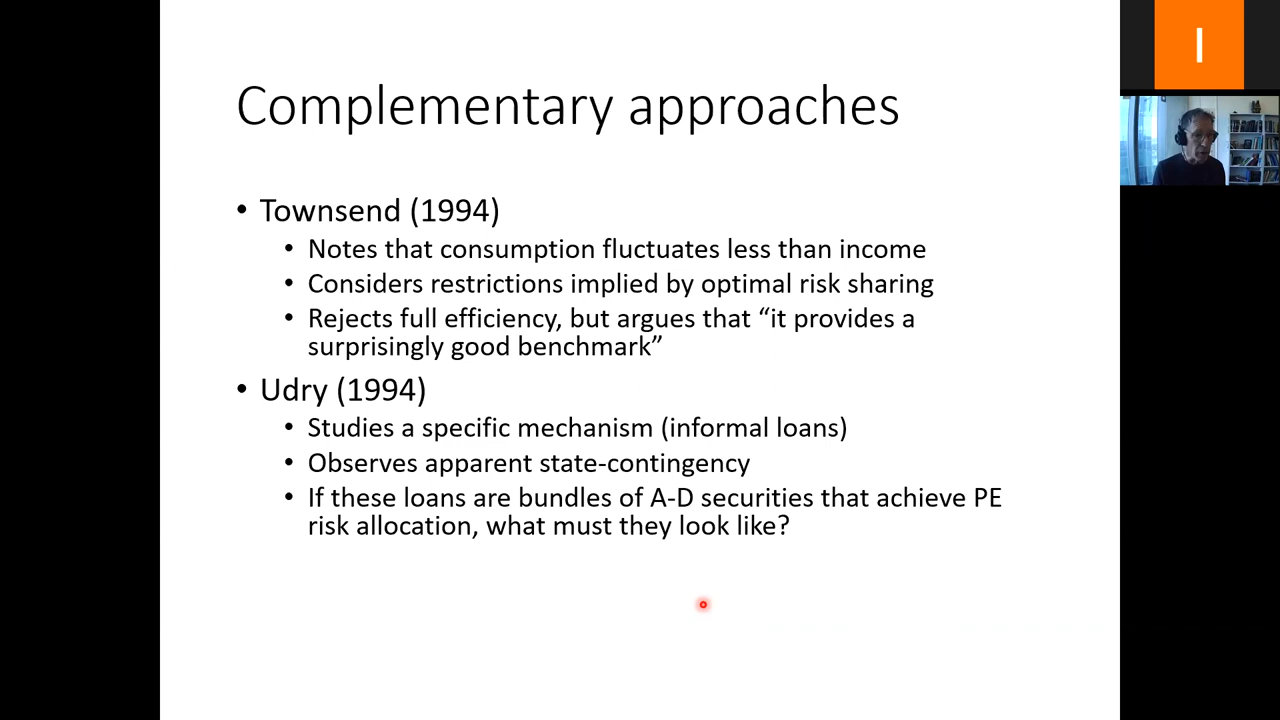 Complementary approaches
• Townsend (1994)
• Notes that consumption fluctuates less than income
• Considers restrictions implied by optimal risk sharing
• Rejects full efficiency, but argues that “it provides a
surprisingly good benchmark”
• Udry (1994)
• Studies a specific mechanism (informal loans)
• Observes apparent state-contingency
• If these loans are bundles of A-D securities that achieve PE
risk allocation, what must they look like?
I